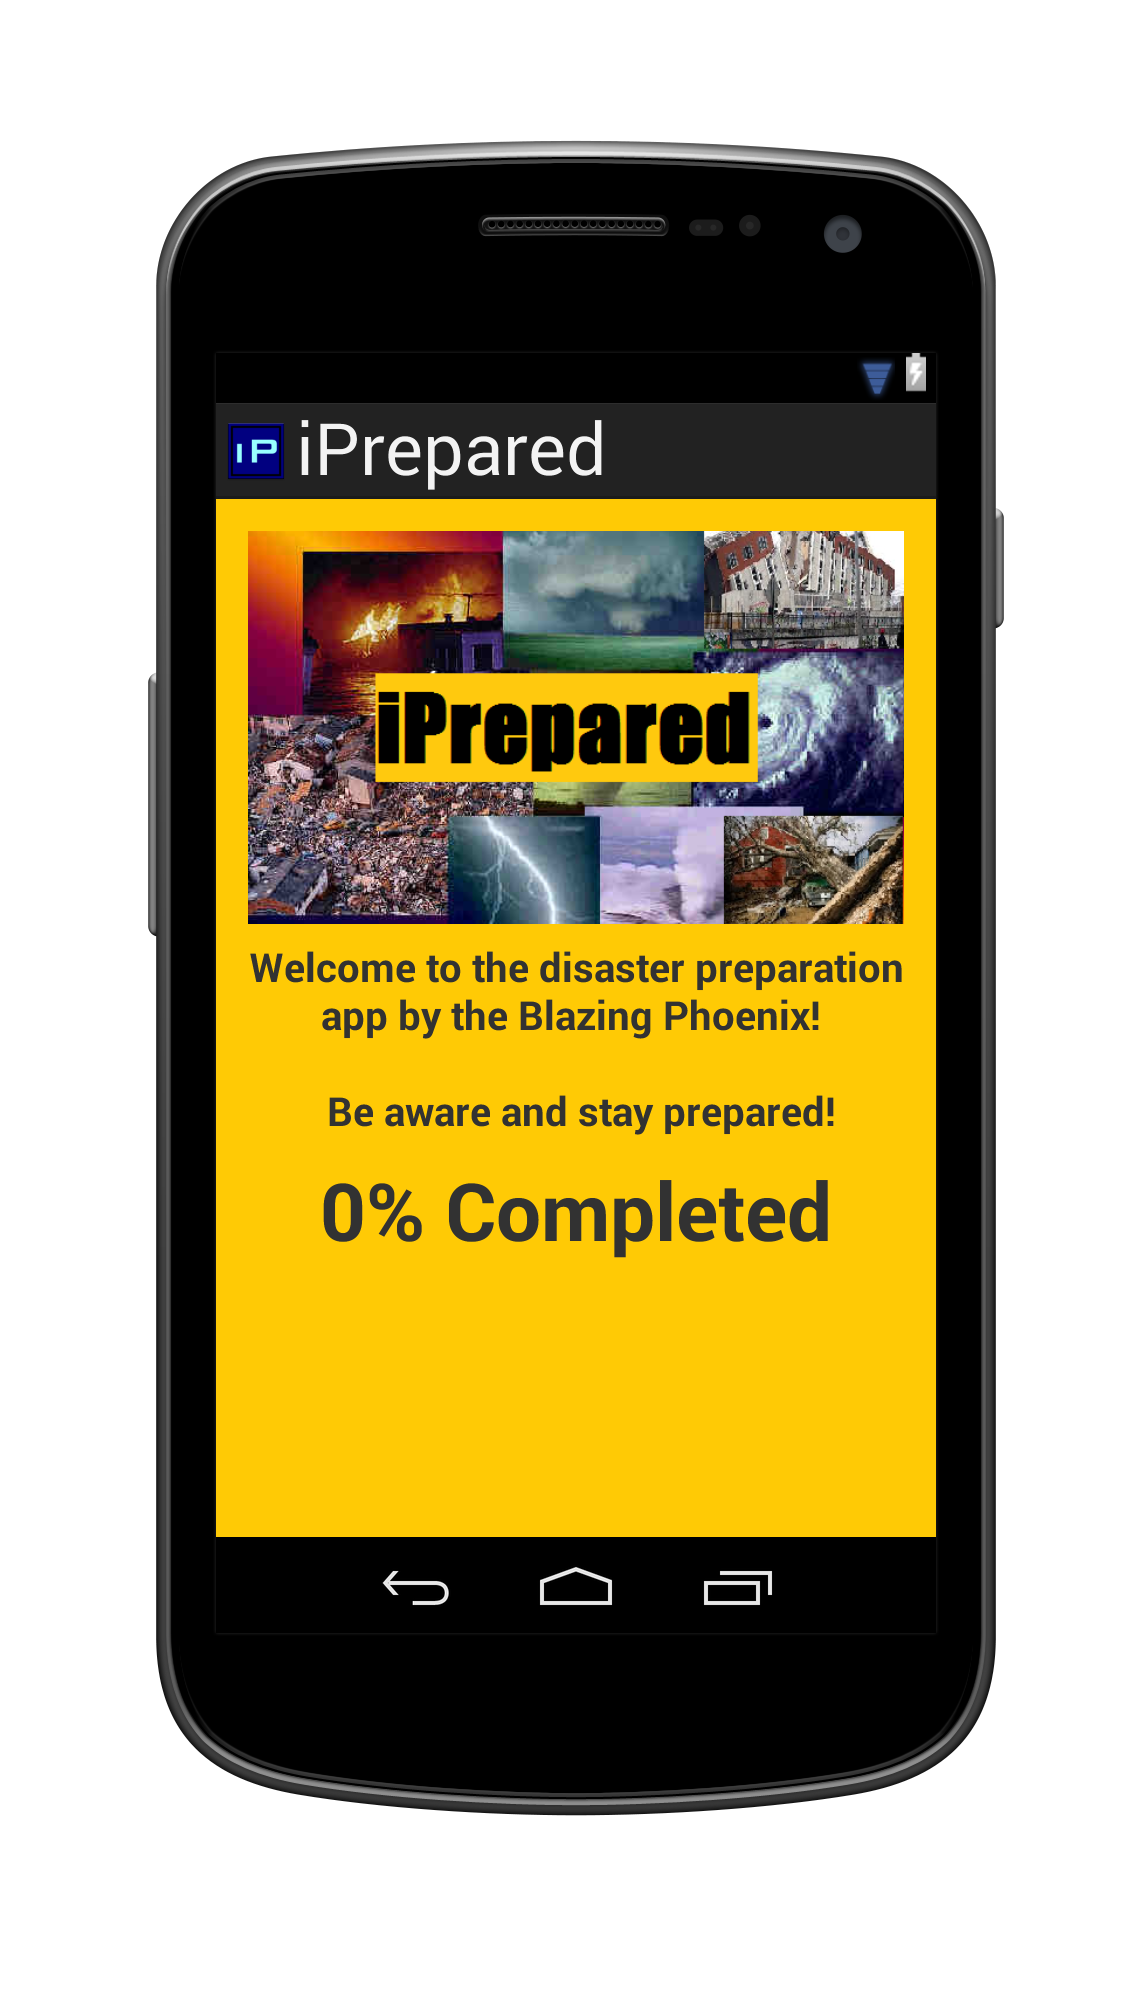 iP
iPrepared
iPrepared
Welcome to the disaster preparation
app by the Blazing Phoenix!
Be aware and stay prepared!
0% Completed